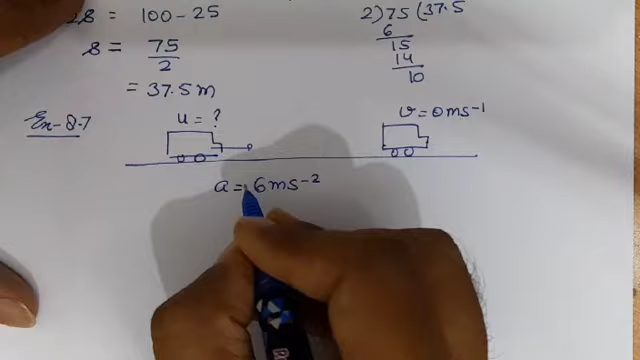 2s = 100 - 25
s = 75/2
= 37.5 m
2)75(37.5
6
15
14
10
Ex-8.7
u = ?
v = 0 ms-1
a = 6 ms-2